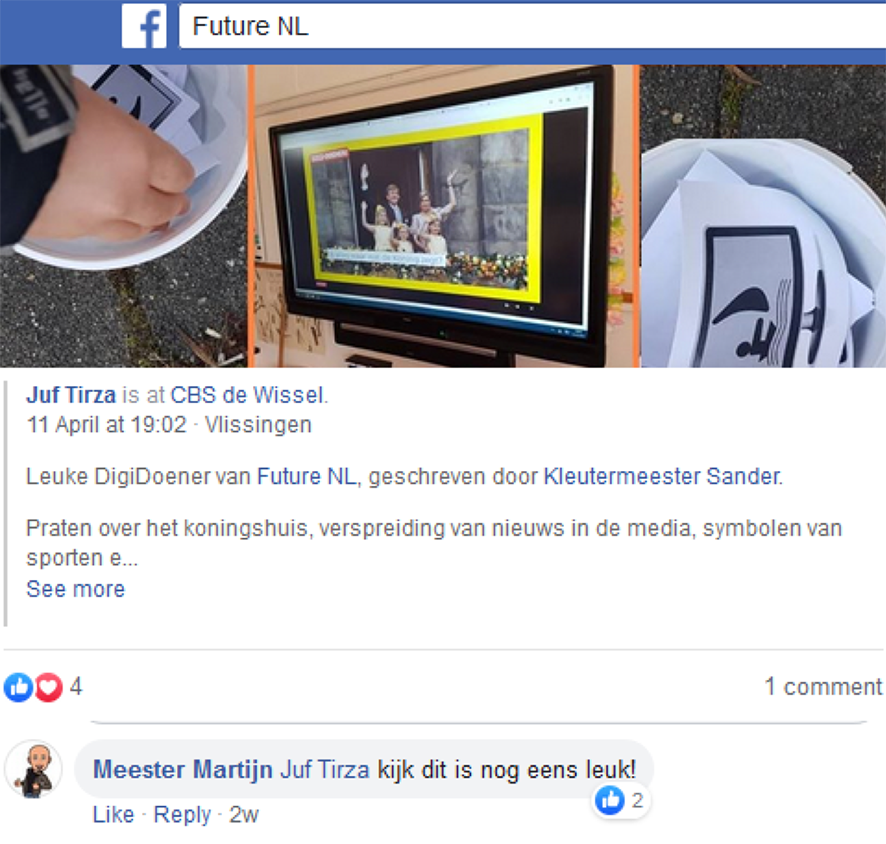 Future NL
Juf Tirza is at CBS de Wissel.
11 April at 19:02 · Vlissingen
Leuke DigiDoener van Future NL, geschreven door Kleutermeester Sander.
Praten over het koningshuis, verspreiding van nieuws in de media, symbolen van
sporten e...
See more
4
1 comment
Meester Martijn Juf Tirza kijk dit is nog eens leuk!
2
Like · Reply · 2w